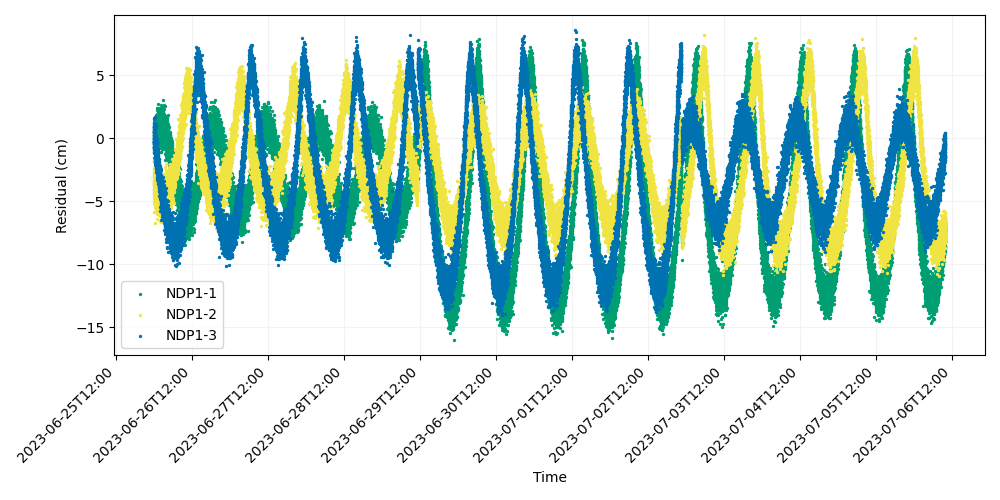 Residual (cm)
5
0
−5
−10
−15
NDP1-1
NDP1-2
NDP1-3
2023-06-25T12:00
2023-06-26T12:00
2023-06-27T12:00
2023-06-28T12:00
2023-06-29T12:00
2023-06-30T12:00
2023-07-01T12:00
2023-07-02T12:00
2023-07-03T12:00
2023-07-04T12:00
2023-07-05T12:00
2023-07-06T12:00
Time